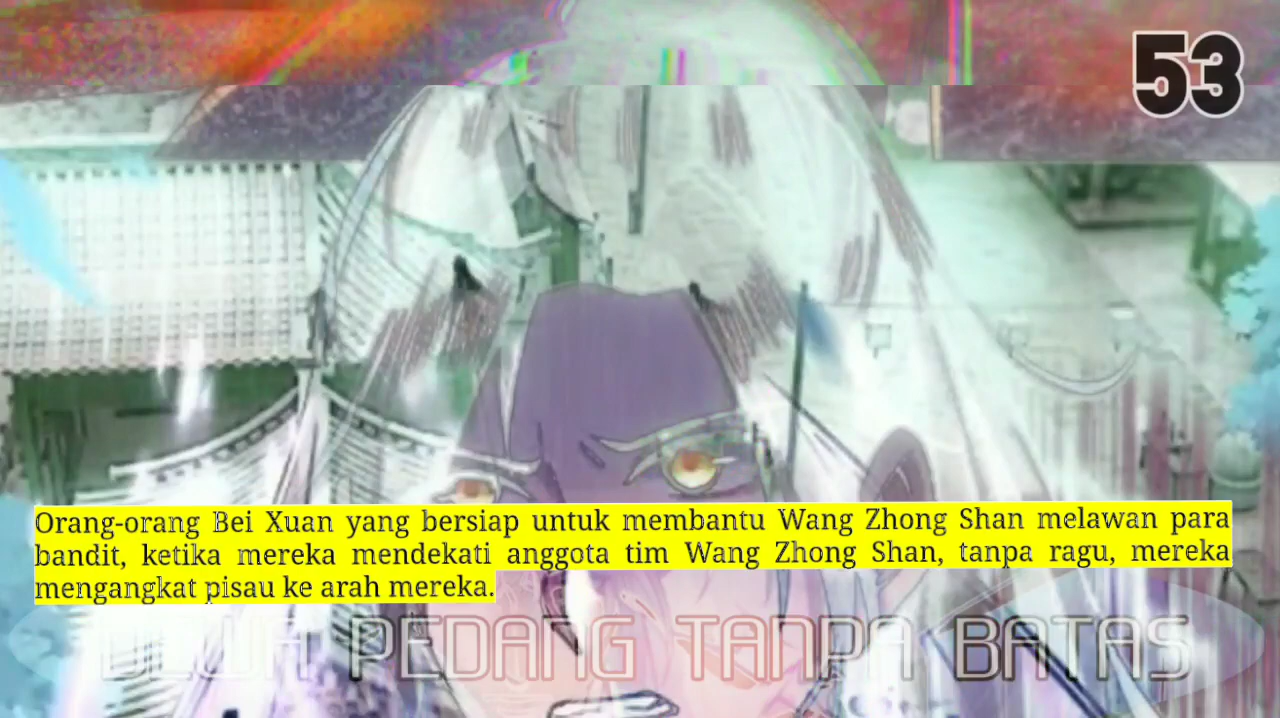 53
Orang-orang Bei Xuan yang bersiap untuk membantu Wang Zhong Shan melawan para
bandit, ketika mereka mendekati anggota tim Wang Zhong Shan, tanpa ragu, mereka
mengangkat pisau ke arah mereka.
DEWA PEDANG TANPA BATAS